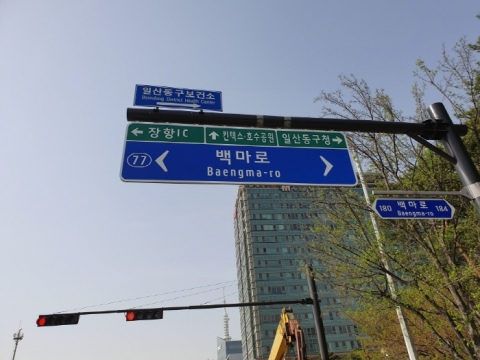 일산동구보건소
Ilsandong District Health Center
장항IC
킨텍스·호수공원
일산동구청
77
백마로
Baengma-ro
180 백마로 184
Baengma-ro